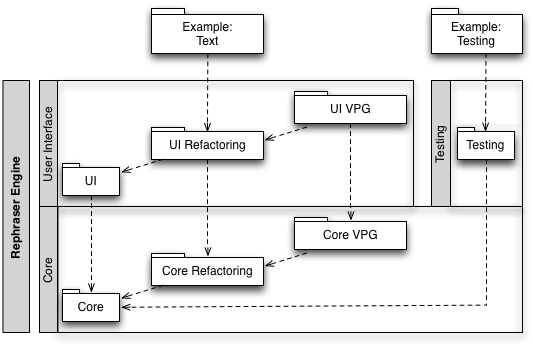 Example:
Text
Example:
Testing
Rephraser Engine
User Interface
UI VPG
UI Refactoring
UI
Testing
Testing
Core
Core VPG
Core Refactoring
Core